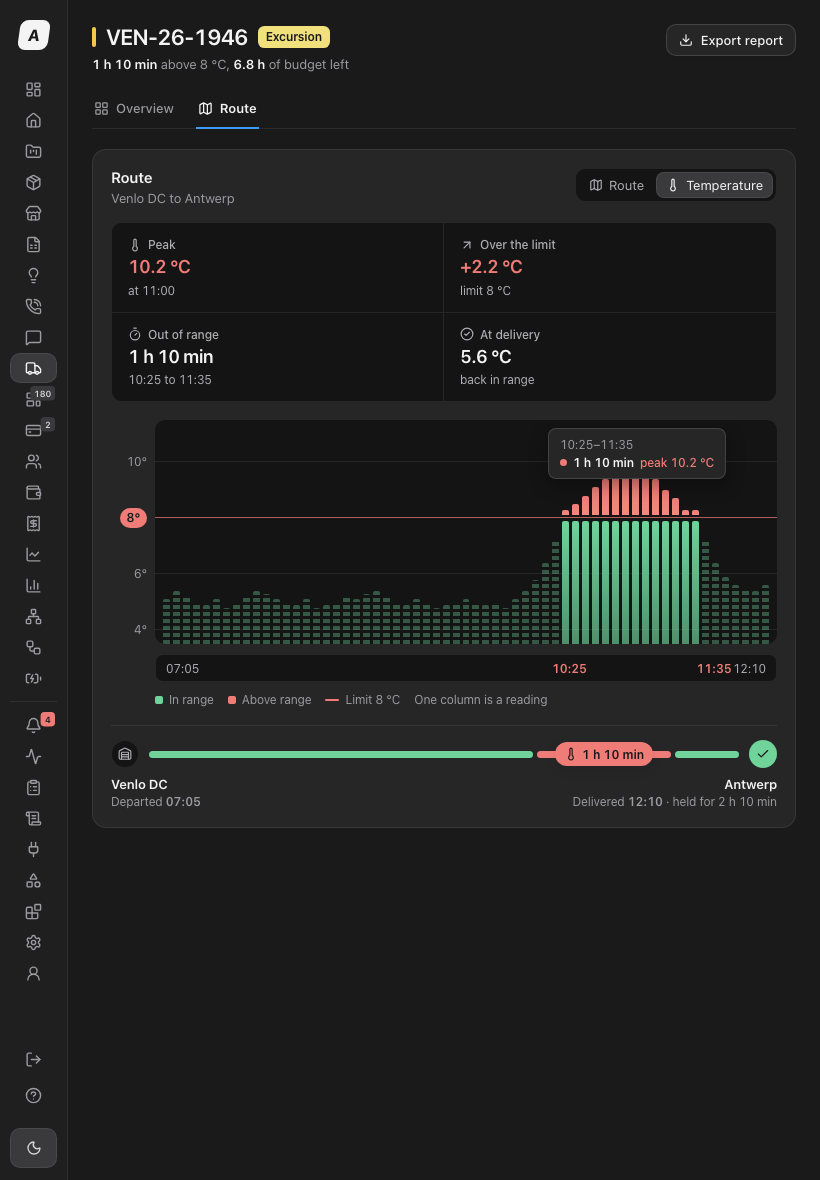 A
VEN-26-1946
Excursion
Export report
1 h 10 min above 8 °C, 6.8 h of budget left
Overview
Route
Route
Venlo DC to Antwerp
Route
Temperature
Peak
10.2 °C
at 11:00
Over the limit
+2.2 °C
limit 8 °C
Out of range
1 h 10 min
10:25 to 11:35
At delivery
5.6 °C
back in range
180
2
4
10:25–11:35
1 h 10 min peak 10.2 °C
10°
8°
6°
4°
07:05
10:25
11:35
12:10
In range
Above range
Limit 8 °C
One column is a reading
1 h 10 min
Venlo DC
Departed 07:05
Antwerp
Delivered 12:10 · held for 2 h 10 min